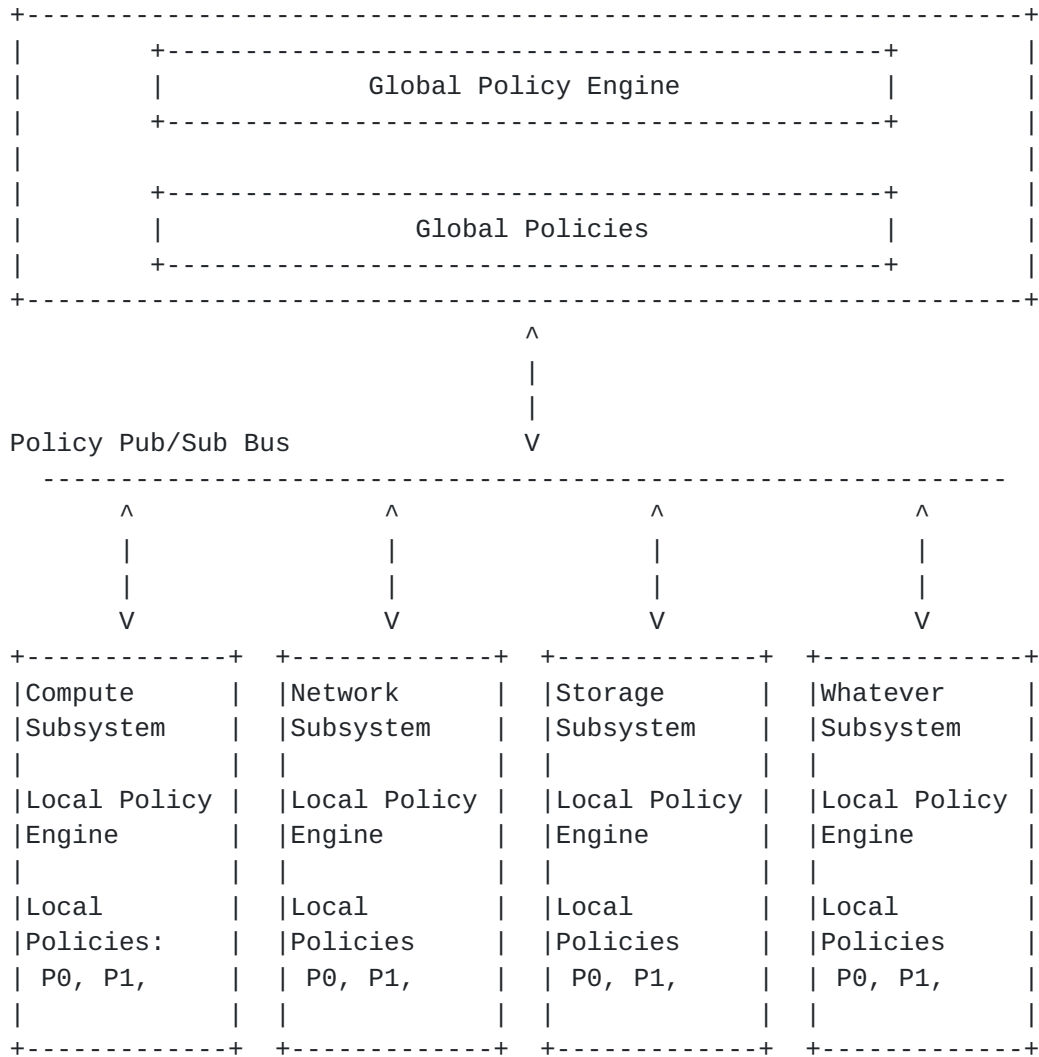 Global Policy Engine
Global Policies
Policy Pub/Sub Bus
Compute
Subsystem
Local Policy
Engine
Local
Policies:
P0, P1,
Network
Subsystem
Local Policy
Engine
Local
Policies
P0, P1,
Storage
Subsystem
Local Policy
Engine
Local
Policies
P0, P1,
Whatever
Subsystem
Local Policy
Engine
Local
Policies
P0, P1,